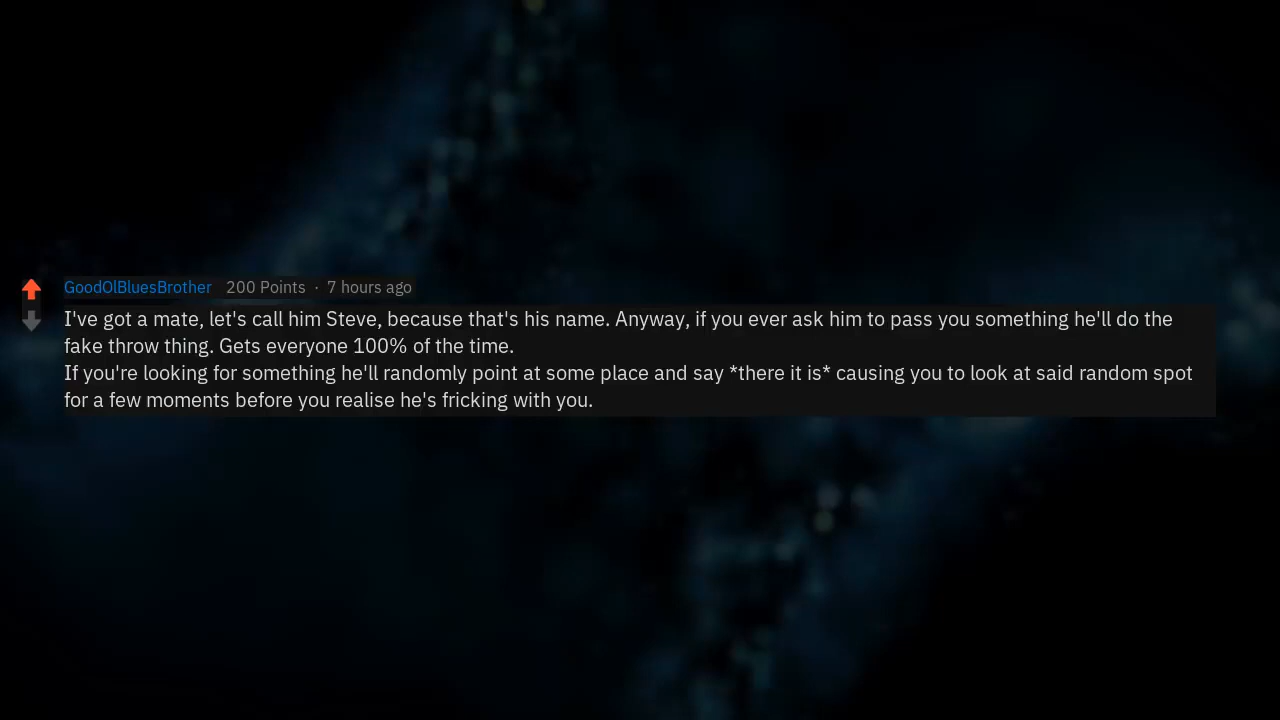 GoodOlBluesBrother 200 Points · 7 hours ago
I've got a mate, let's call him Steve, because that's his name. Anyway, if you ever ask him to pass you something he'll do the
fake throw thing. Gets everyone 100% of the time.
If you're looking for something he'll randomly point at some place and say *there it is* causing you to look at said random spot
for a few moments before you realise he's fricking with you.